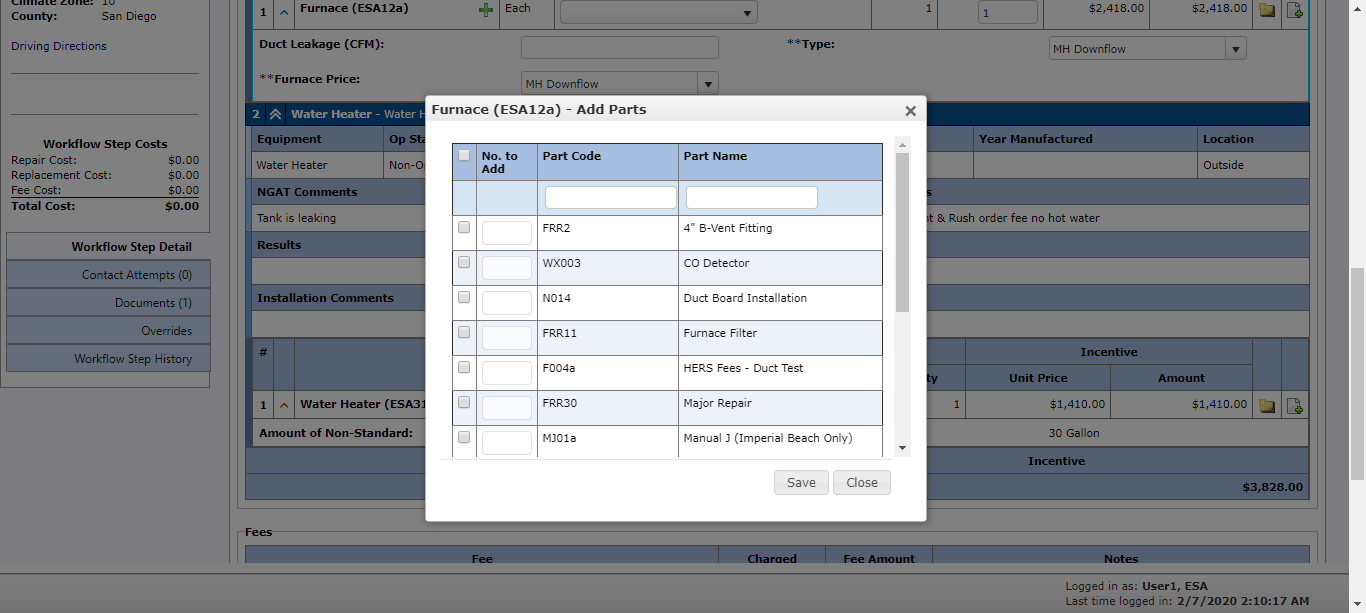 Climate Zone: 10
County: San Diego
Driving Directions
Workflow Step Costs
Repair Cost: $0.00
Replacement Cost: $0.00
Fee Cost: $0.00
Total Cost: $0.00
Workflow Step Detail
Contact Attempts (0)
Documents (1)
Overrides
Workflow Step History
1 Furnace (ESA12a) Each 1 1 $2,418.00 $2,418.00
Duct Leakage (CFM): **Type: MH Downflow
**Furnace Price: MH Downflow
2 Water Heater - Water
Equipment Op Year Manufactured Location
Water Heater Outside
NGAT Comments
Tank is leaking & Rush order fee no hot water
Results
Installation Comments
# Incentive
Unit Price Amount
1 Water Heater 1 $1,410.00 $1,410.00
Amount of Non-Standard: 30 Gallon
Incentive
$3,828.00
Furnace (ESA12a) - Add Parts
No. to Add Part Code Part Name
FRR2 4" B-Vent Fitting
WX003 CO Detector
N014 Duct Board Installation
FRR11 Furnace Filter
F004a HERS Fees - Duct Test
FRR30 Major Repair
MJ01a Manual J (Imperial Beach Only)
Save Close
Fees
Fee Charged Fee Amount Notes
Logged in as: User1, ESA
Last time logged in: 2/7/2020 2:10:17 AM